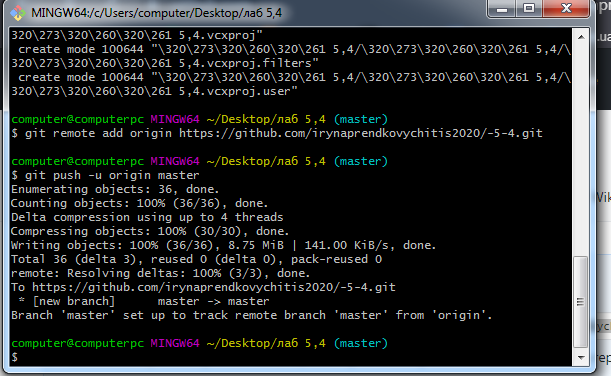 MINGW64:/c/Users/computer/Desktop/лаб 5,4
320\273\320\260\320\261 5,4.vcxproj"
 create mode 100644 "\320\273\320\260\320\261 5,4/\320\273\320\260\320\261 5,4/\
320\273\320\260\320\261 5,4.vcxproj.filters"
 create mode 100644 "\320\273\320\260\320\261 5,4/\320\273\320\260\320\261 5,4/\
320\273\320\260\320\261 5,4.vcxproj.user"
computer@computerpc MINGW64 ~/Desktop/лаб 5,4 (master)
$ git remote add origin https://github.com/irynaprendkovychitis2020/-5-4.git
computer@computerpc MINGW64 ~/Desktop/лаб 5,4 (master)
$ git push -u origin master
Enumerating objects: 36, done.
Counting objects: 100% (36/36), done.
Delta compression using up to 4 threads
Compressing objects: 100% (30/30), done.
Writing objects: 100% (36/36), 8.75 MiB | 141.00 KiB/s, done.
Total 36 (delta 3), reused 0 (delta 0), pack-reused 0
remote: Resolving deltas: 100% (3/3), done.
To https://github.com/irynaprendkovychitis2020/-5-4.git
 * [new branch]      master -> master
Branch 'master' set up to track remote branch 'master' from 'origin'.
computer@computerpc MINGW64 ~/Desktop/лаб 5,4 (master)
$